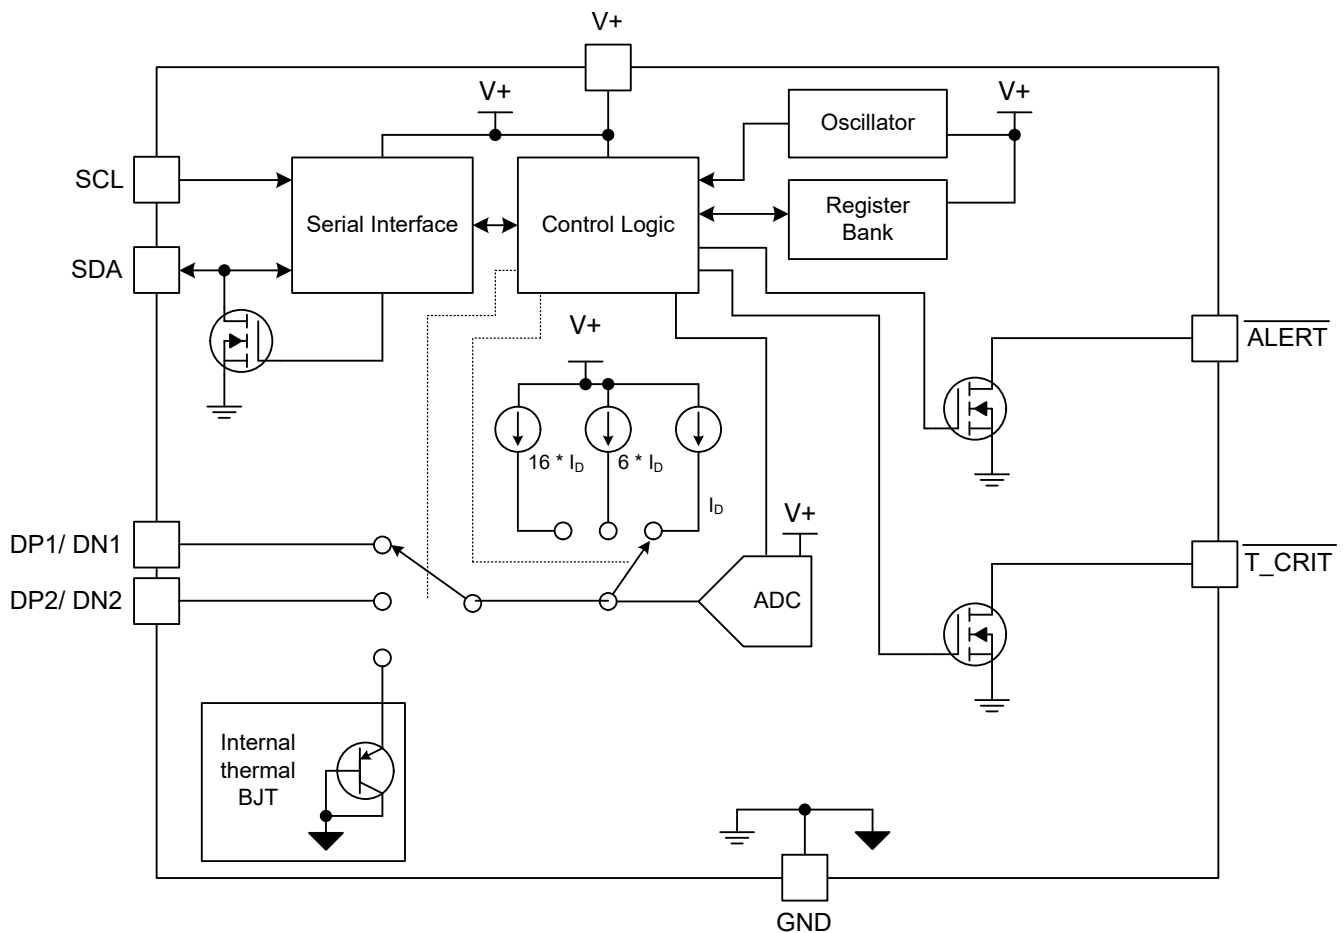 V+
V+
V+
Oscillator
SCL
Serial Interface
Control Logic
Register
Bank
SDA
V+
ALERT
16 * I_D
6 * I_D
I_D
V+
DP1/ DN1
T_CRIT
DP2/ DN2
ADC
Internal
thermal
BJT
GND